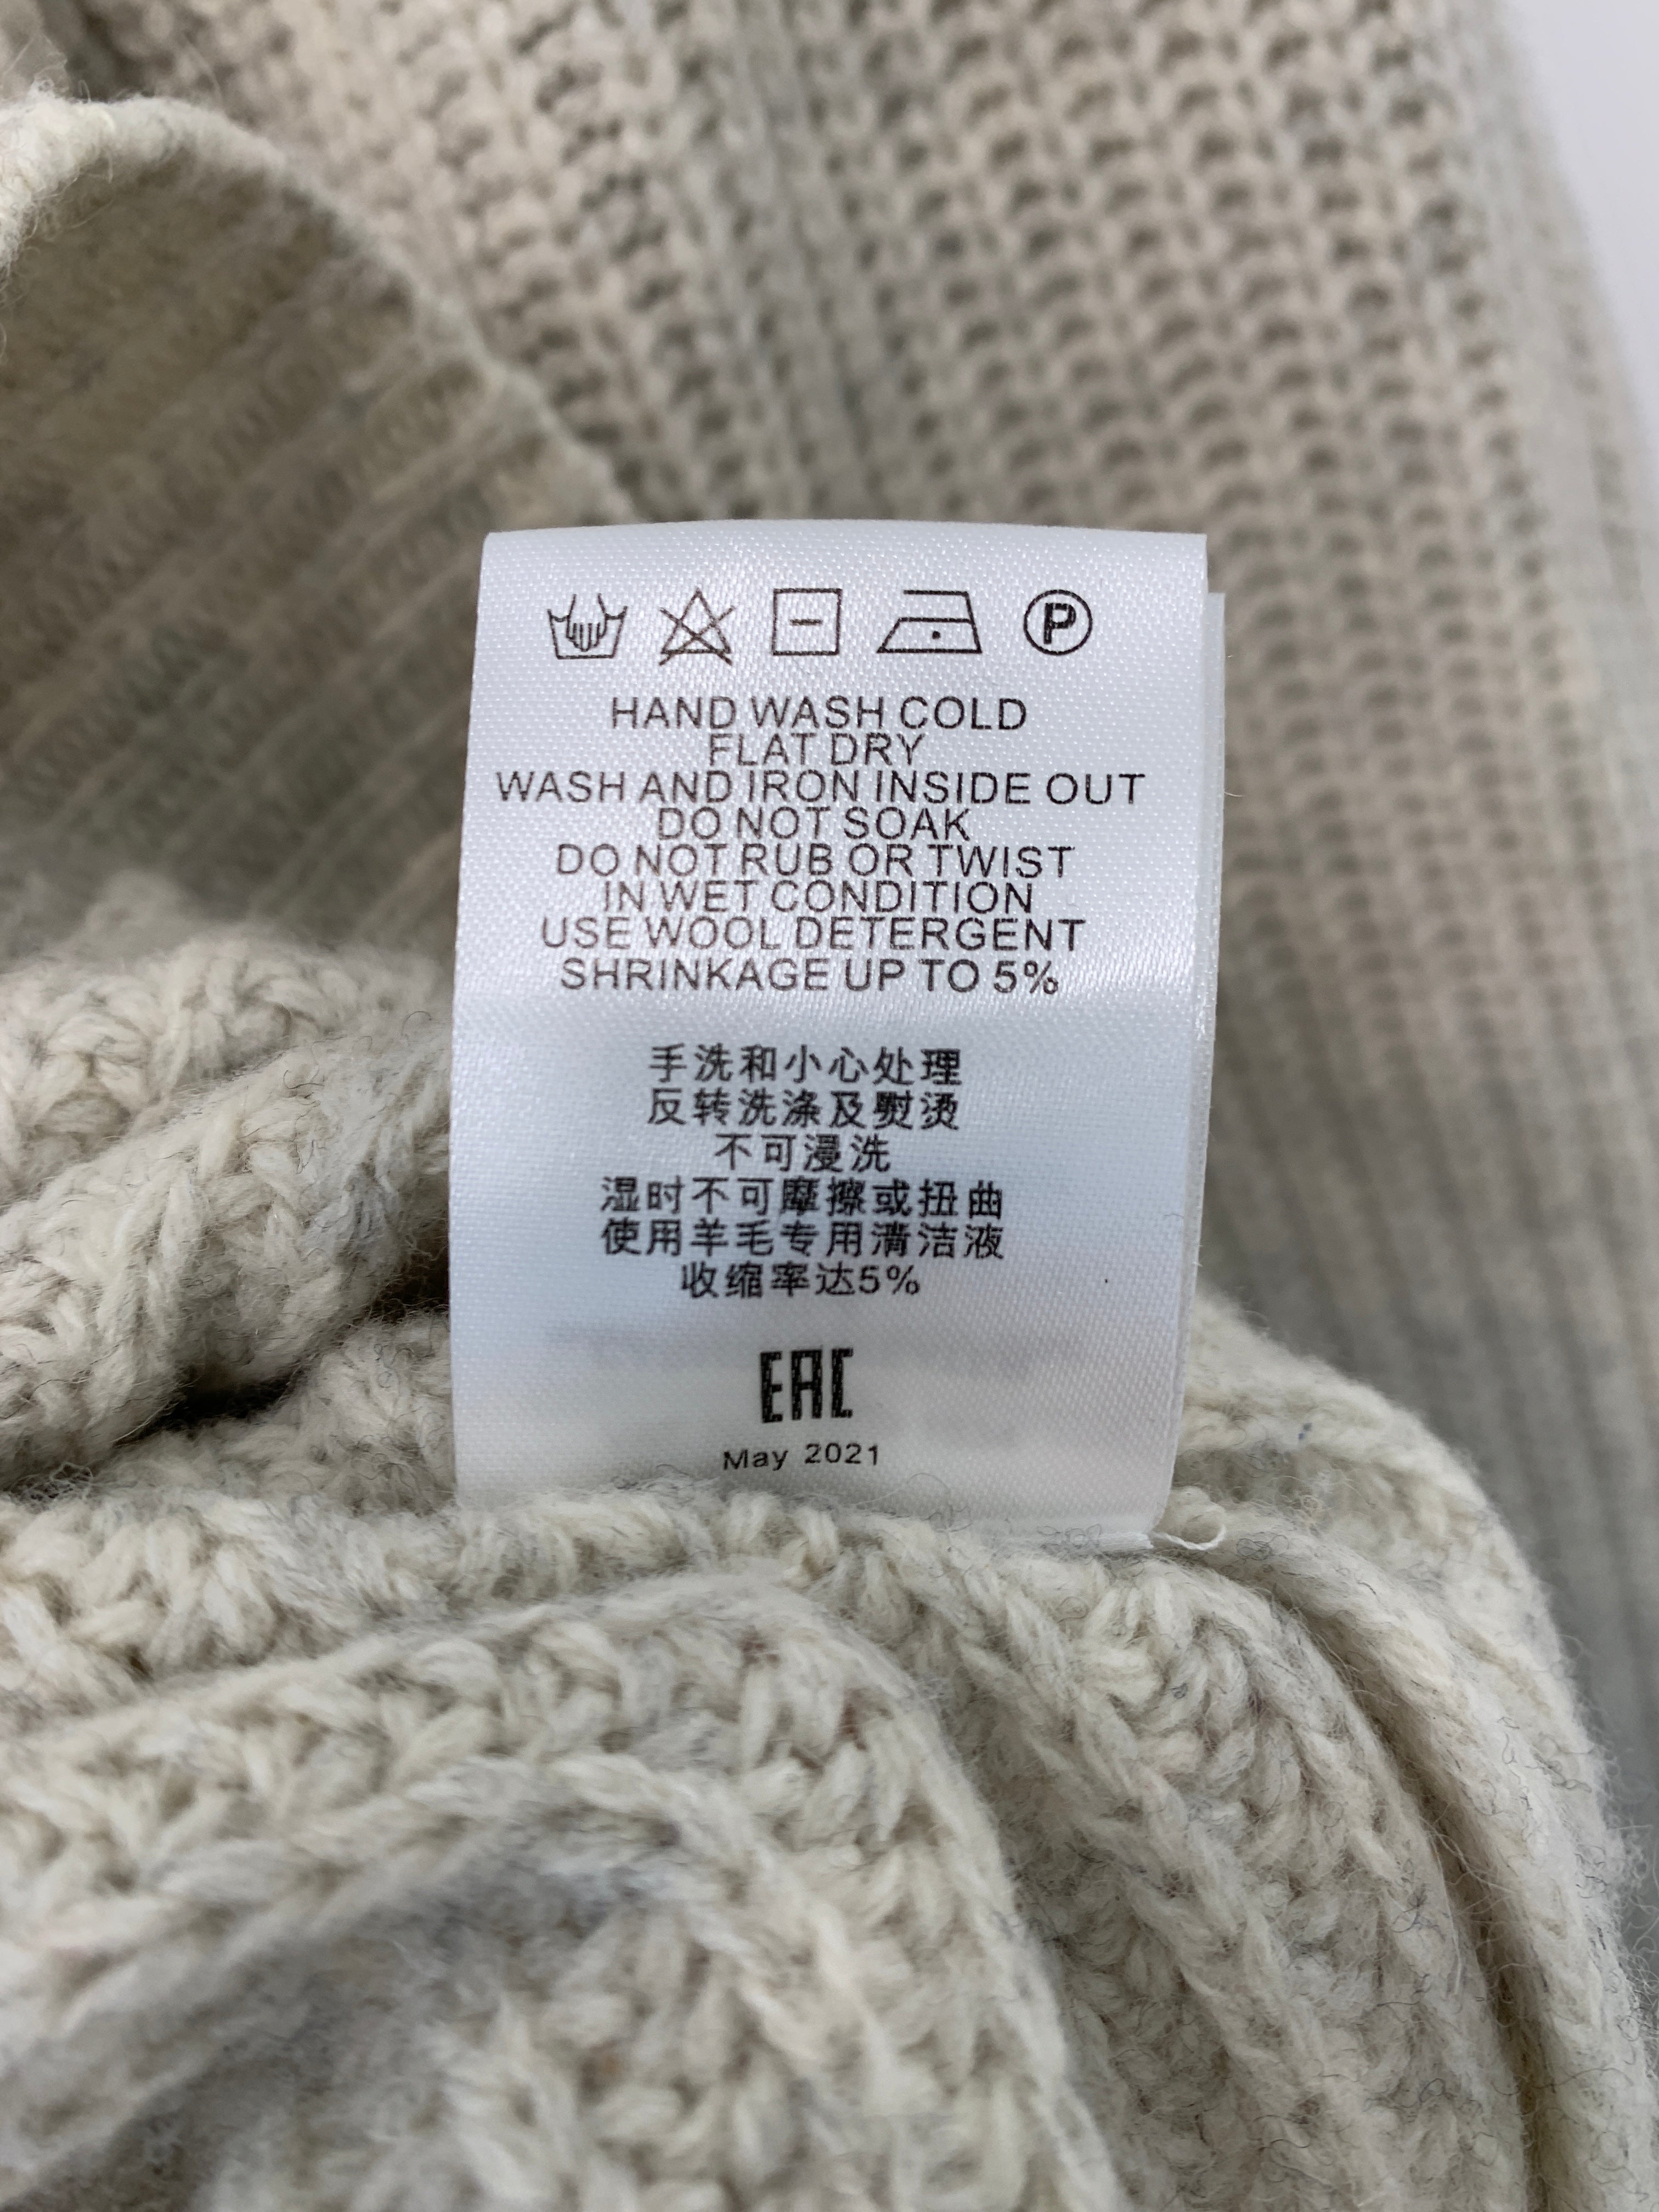 P
HAND WASH COLD
FLAT DRY
WASH AND IRON INSIDE OUT
DO NOT SOAK
DO NOT RUB OR TWIST
IN WET CONDITION
USE WOOL DETERGENT
SHRINKAGE UP TO 5%
手洗和小心处理
反转洗涤及熨烫
不可浸洗
湿时不可摩擦或扭曲
使用羊毛专用清洁液
收缩率达5%
EAC
May 2021